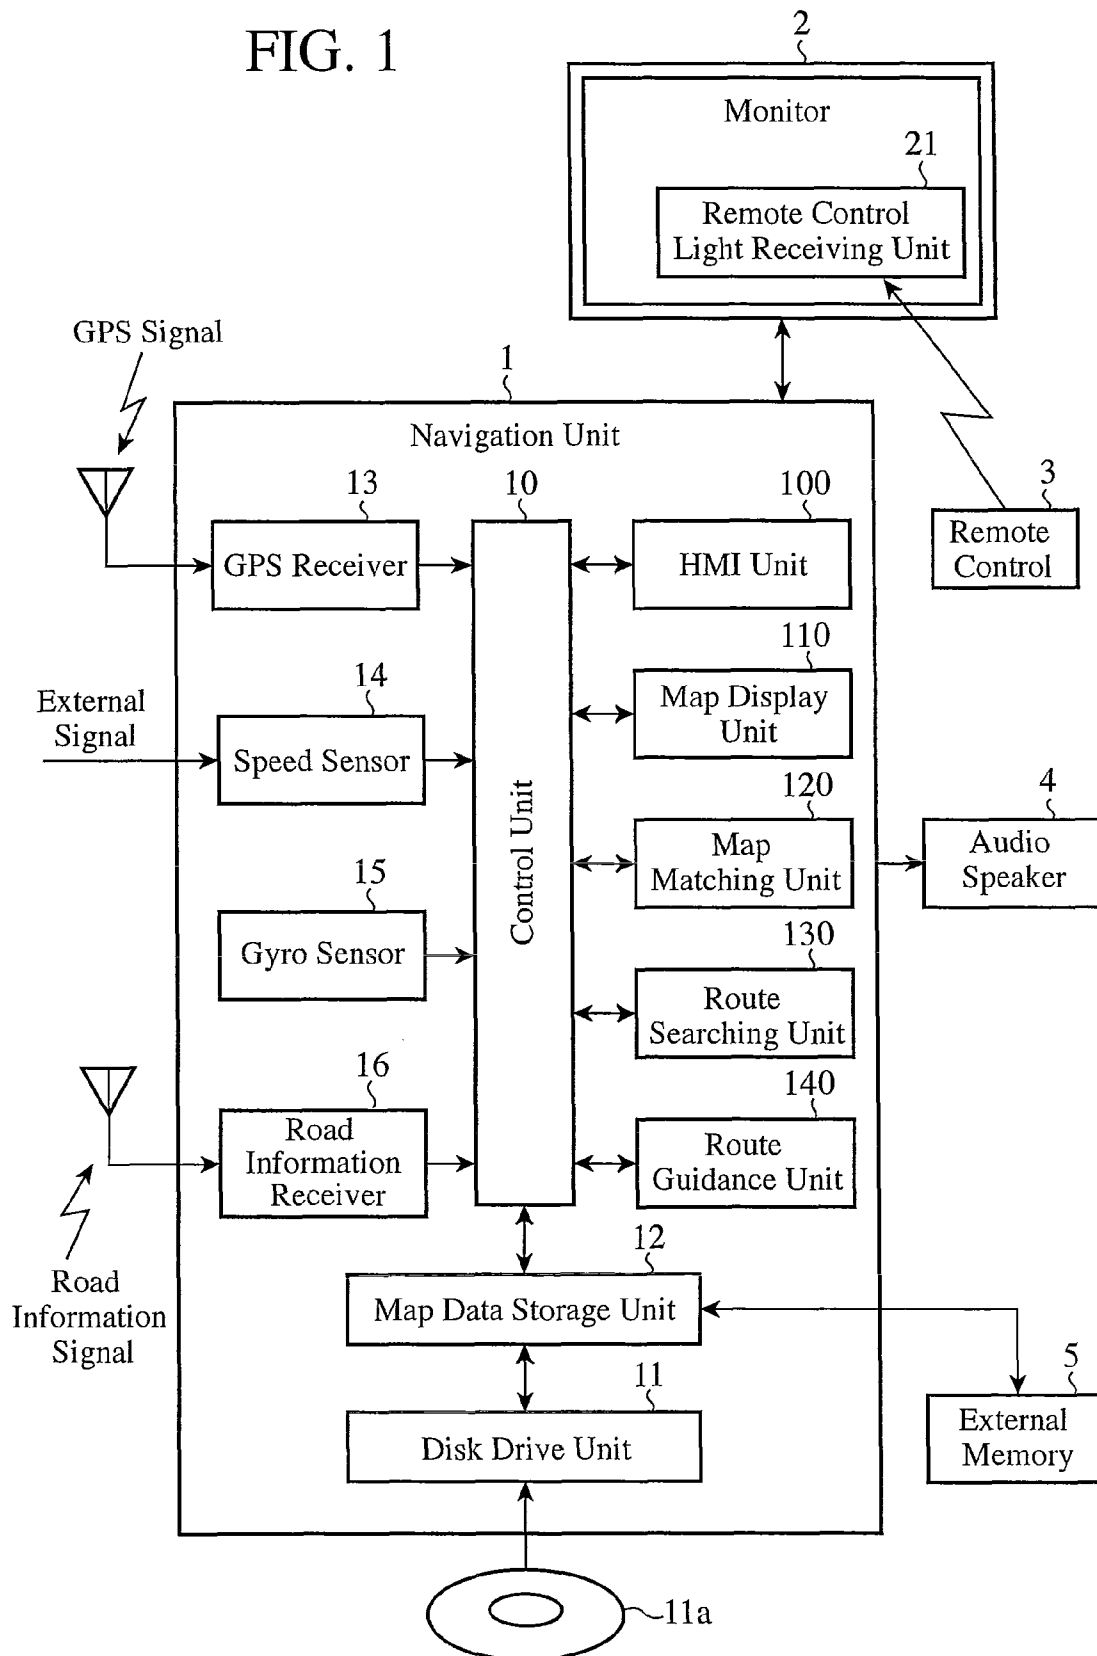 FIG. 1
2
Monitor
21
Remote Control
Light Receiving Unit
GPS Signal
1
Navigation Unit
13
10
100
3
GPS Receiver
HMI Unit
Remote
Control
110
14
External
Signal
Map Display
Unit
Speed Sensor
120
4
Control Unit
Map
Matching Unit
Audio
Speaker
15
Gyro Sensor
130
Route
Searching Unit
16
140
Road
Information
Receiver
Route
Guidance Unit
12
Road
Information
Signal
Map Data Storage Unit
11
5
Disk Drive Unit
External
Memory
11a